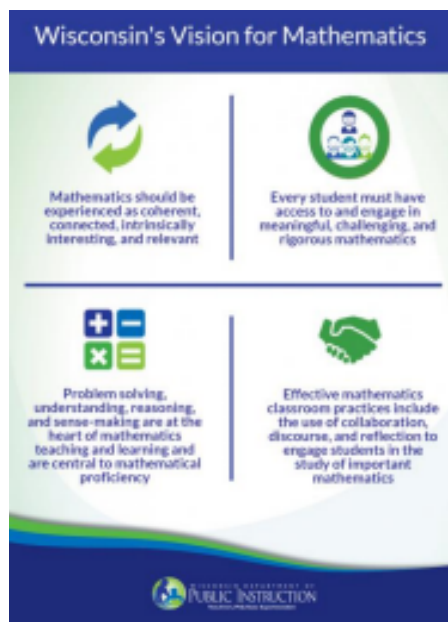 Wisconsin's Vision for Mathematics
Mathematics should be
experienced as coherent,
connected, intrinsically
interesting, and relevant
Every student must have
access to and engage in
meaningful, challenging, and
rigorous mathematics
Problem solving,
understanding, reasoning,
and sense-making are at the
heart of mathematics
teaching and learning and
are central to mathematical
proficiency
Effective mathematics
classroom practices include
the use of collaboration,
discourse, and reflection to
engage students in the
study of important
mathematics
WISCONSIN DEPARTMENT OF
PUBLIC INSTRUCTION